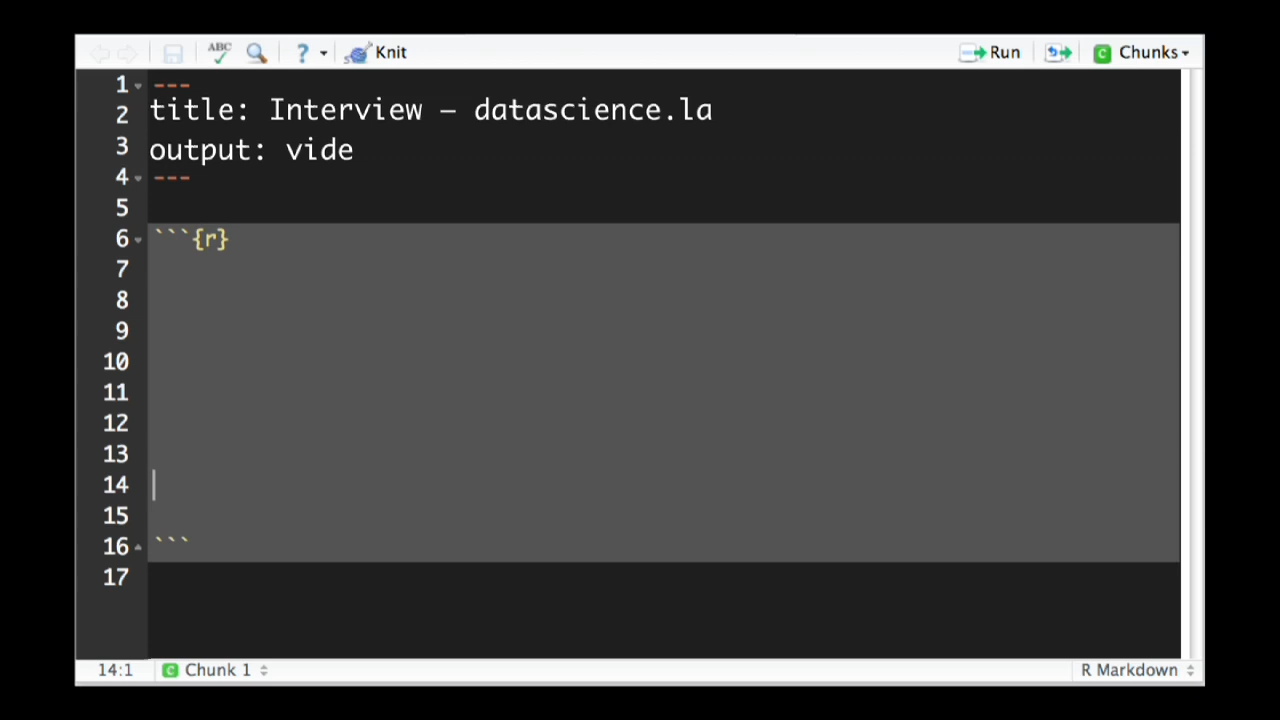 ABC ? Knit Run C Chunks
1 ---
2 title: Interview – datascience.la
3 output: vide
4 ---
5
6 ```{r}
7
8
9
10
11
12
13
14
15
16 ```
17
14:1 C Chunk 1 R Markdown